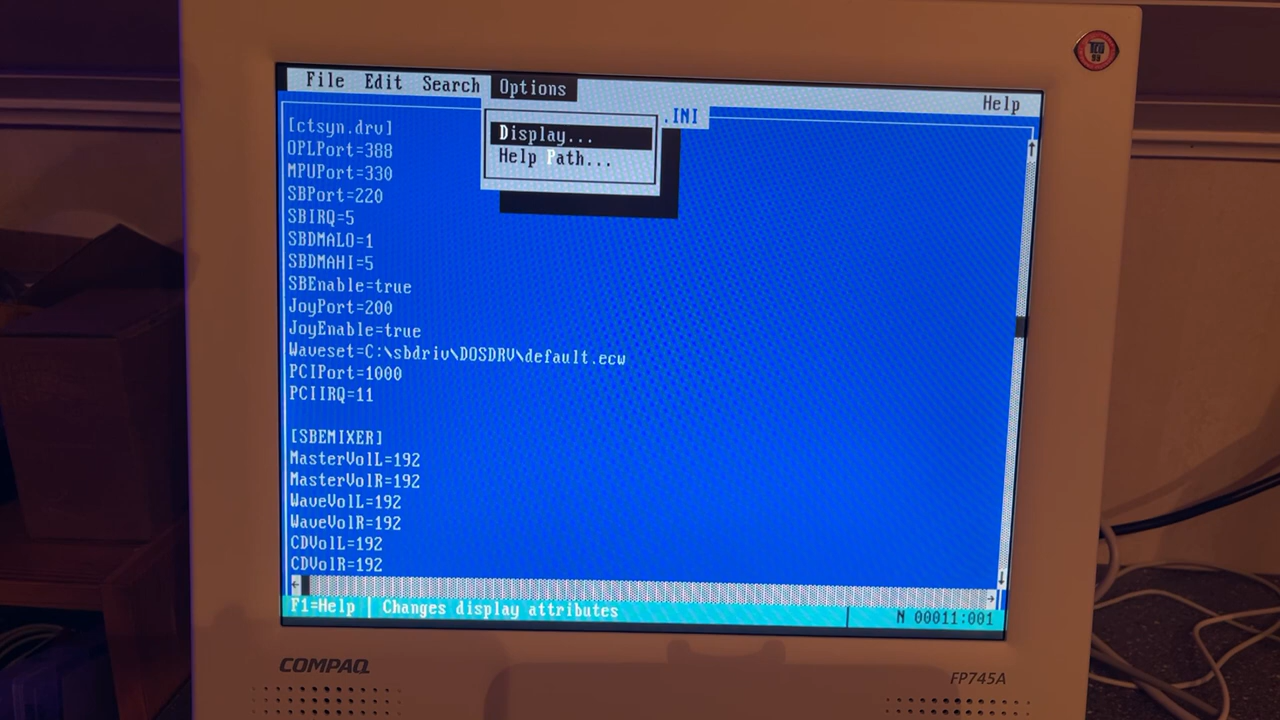 File Edit Search Options Help
.INI
Display...
Help Path...
[ctsyn.drv]
OPLPort=388
MPUPort=330
SBPort=220
SBIRQ=5
SBDMALO=1
SBDMAHI=5
SBEnable=true
JoyPort=200
JoyEnable=true
Waveset=C:\sbdriv\DOSDRV\default.ecw
PCIPort=1000
PCIIRQ=11
[SBEMIXER]
MasterVolL=192
MasterVolR=192
WaveVolL=192
WaveVolR=192
CDVolL=192
CDVolR=192
F1=Help | Changes display attributes N 00011:001
COMPAQ
FP745A